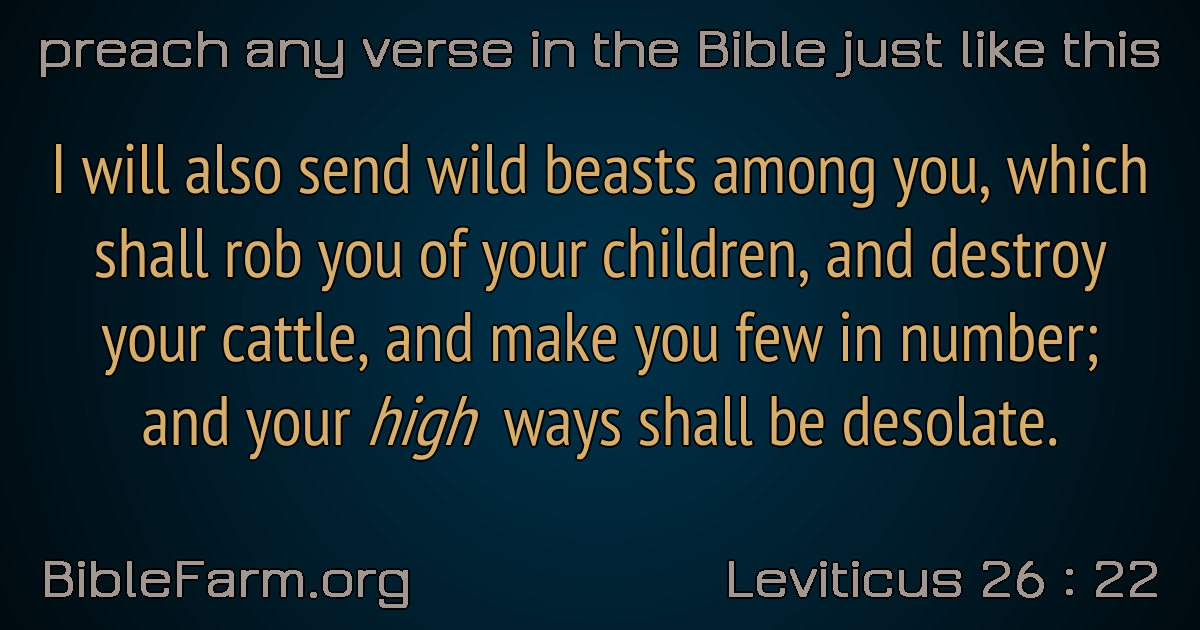 preach any verse in the Bible just like this
I will also send wild beasts among you, which
shall rob you of your children, and destroy
your cattle, and make you few in number;
and your high ways shall be desolate.
BibleFarm.org
Leviticus 26 : 22